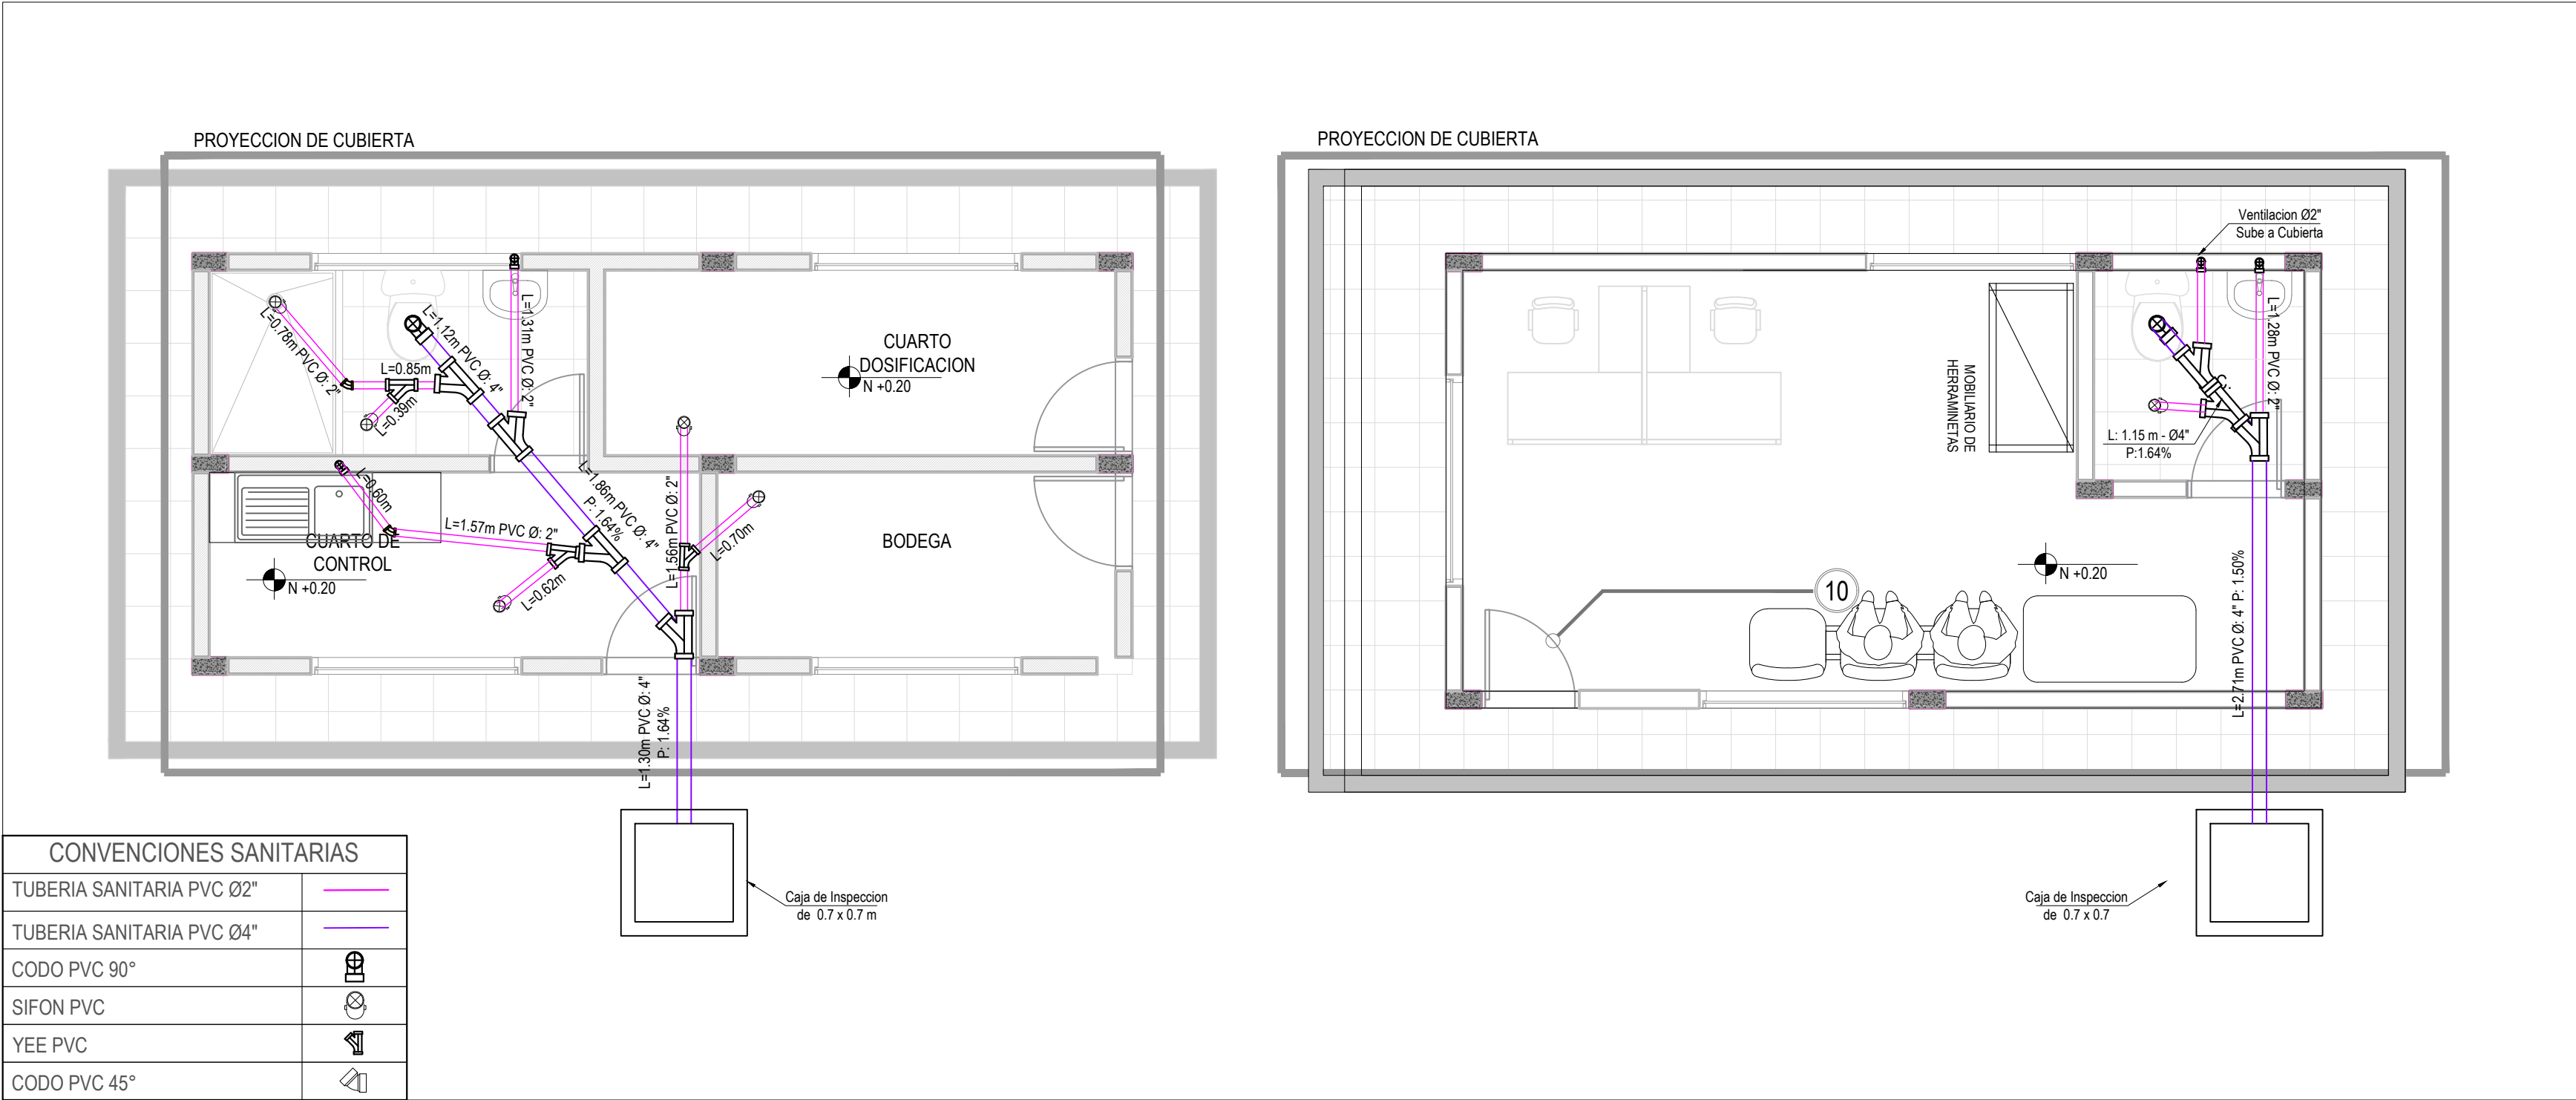 PROYECCION DE CUBIERTA
L=0.78m PVC Ø: 2"
L=0.85m
L=0.39m
L=1.12m PVC Ø: 4"
L=1.31m PVC Ø: 2"
CUARTO
DOSIFICACION
N +0.20
L=0.60m
L=1.57m PVC Ø: 2"
L=0.62m
L=1.86m PVC Ø: 4"
P: 1.64%
L=1.56m PVC Ø: 2"
L=0.70m
BODEGA
CUARTO DE
CONTROL
N +0.20
L=1.30m PVC Ø: 4"
P: 1.64%
Caja de Inspeccion
de 0.7 x 0.7 m
PROYECCION DE CUBIERTA
Ventilacion Ø2"
Sube a Cubierta
L=1.28m PVC Ø: 2"
MOBILIARIO DE
HERRAMINETAS
L: 1.15 m - Ø4"
P:1.64%
N +0.20
10
L=2.71m PVC Ø: 4" P: 1.50%
Caja de Inspeccion
de 0.7 x 0.7
CONVENCIONES SANITARIAS
TUBERIA SANITARIA PVC Ø2"
TUBERIA SANITARIA PVC Ø4"
CODO PVC 90°
SIFON PVC
YEE PVC
CODO PVC 45°